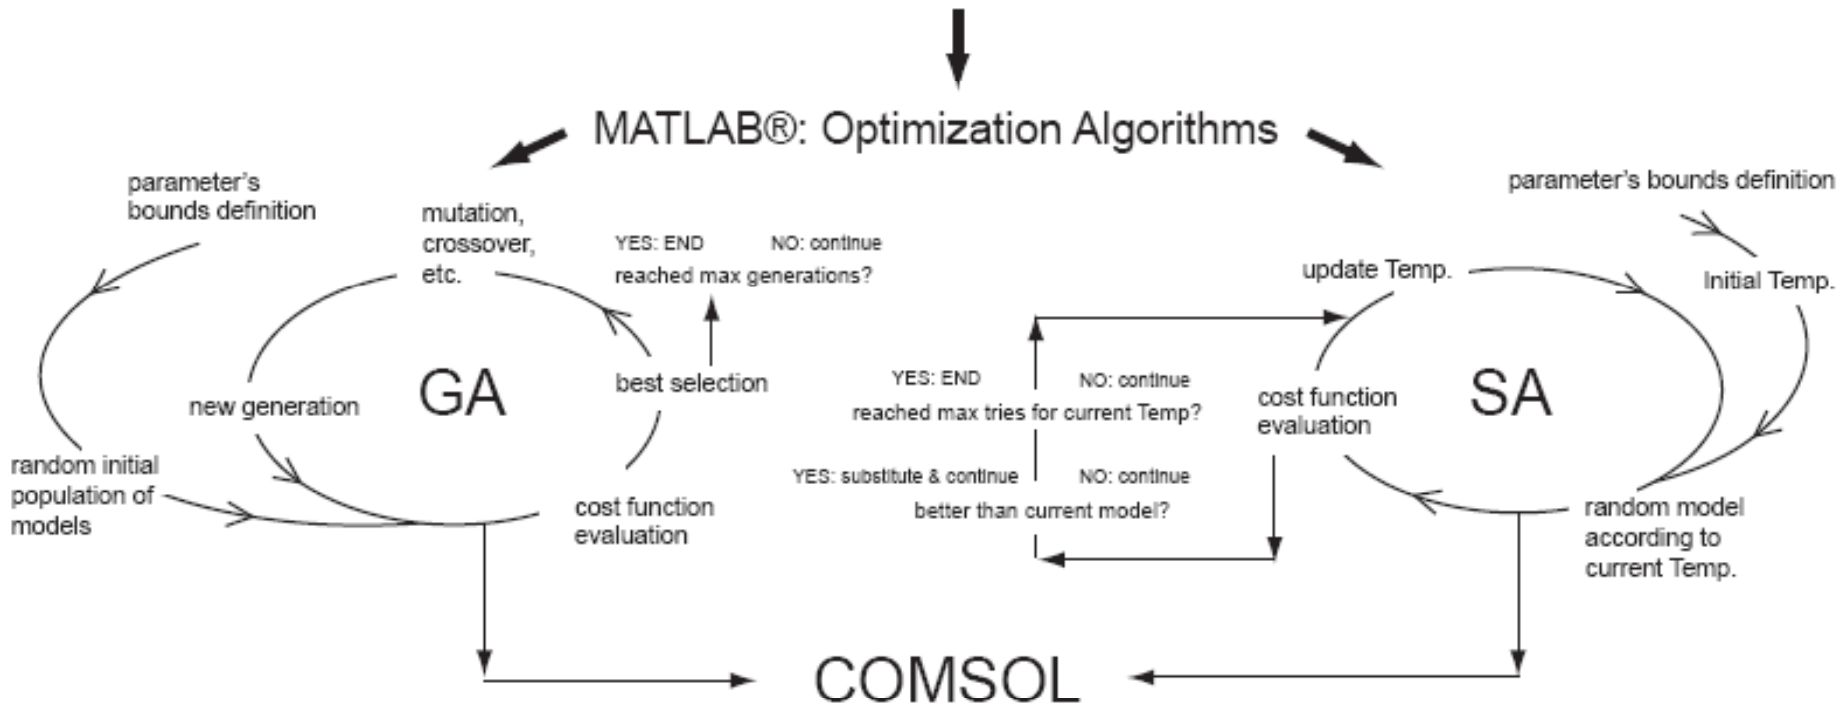 MATLAB®: Optimization Algorithms
parameter's
bounds definition
mutation,
crossover,
etc.
YES: END NO: continue
reached max generations?
best selection
GA
new generation
random initial
population of
models
cost function
evaluation
parameter's bounds definition
Initial Temp.
update Temp.
YES: END NO: continue
reached max tries for current Temp?
YES: substitute & continue NO: continue
better than current model?
cost function
evaluation
SA
random model
according to
current Temp.
COMSOL